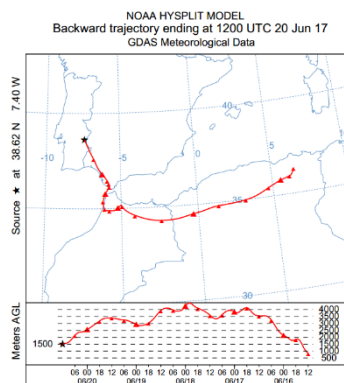 NOAA HYSPLIT MODEL
Backward trajectory ending at 1200 UTC 20 Jun 17
GDAS Meteorological Data
Source ★ at 38.62 N 7.40 W
-10
-5
0
5
40
35
30
Meters AGL
1500
4000
3500
3000
2500
2000
1500
1000
500
06 00 18 12 06 00 18 12 06 00 18 12 06 00 18 12
06/20 06/19 06/18 06/17 06/16